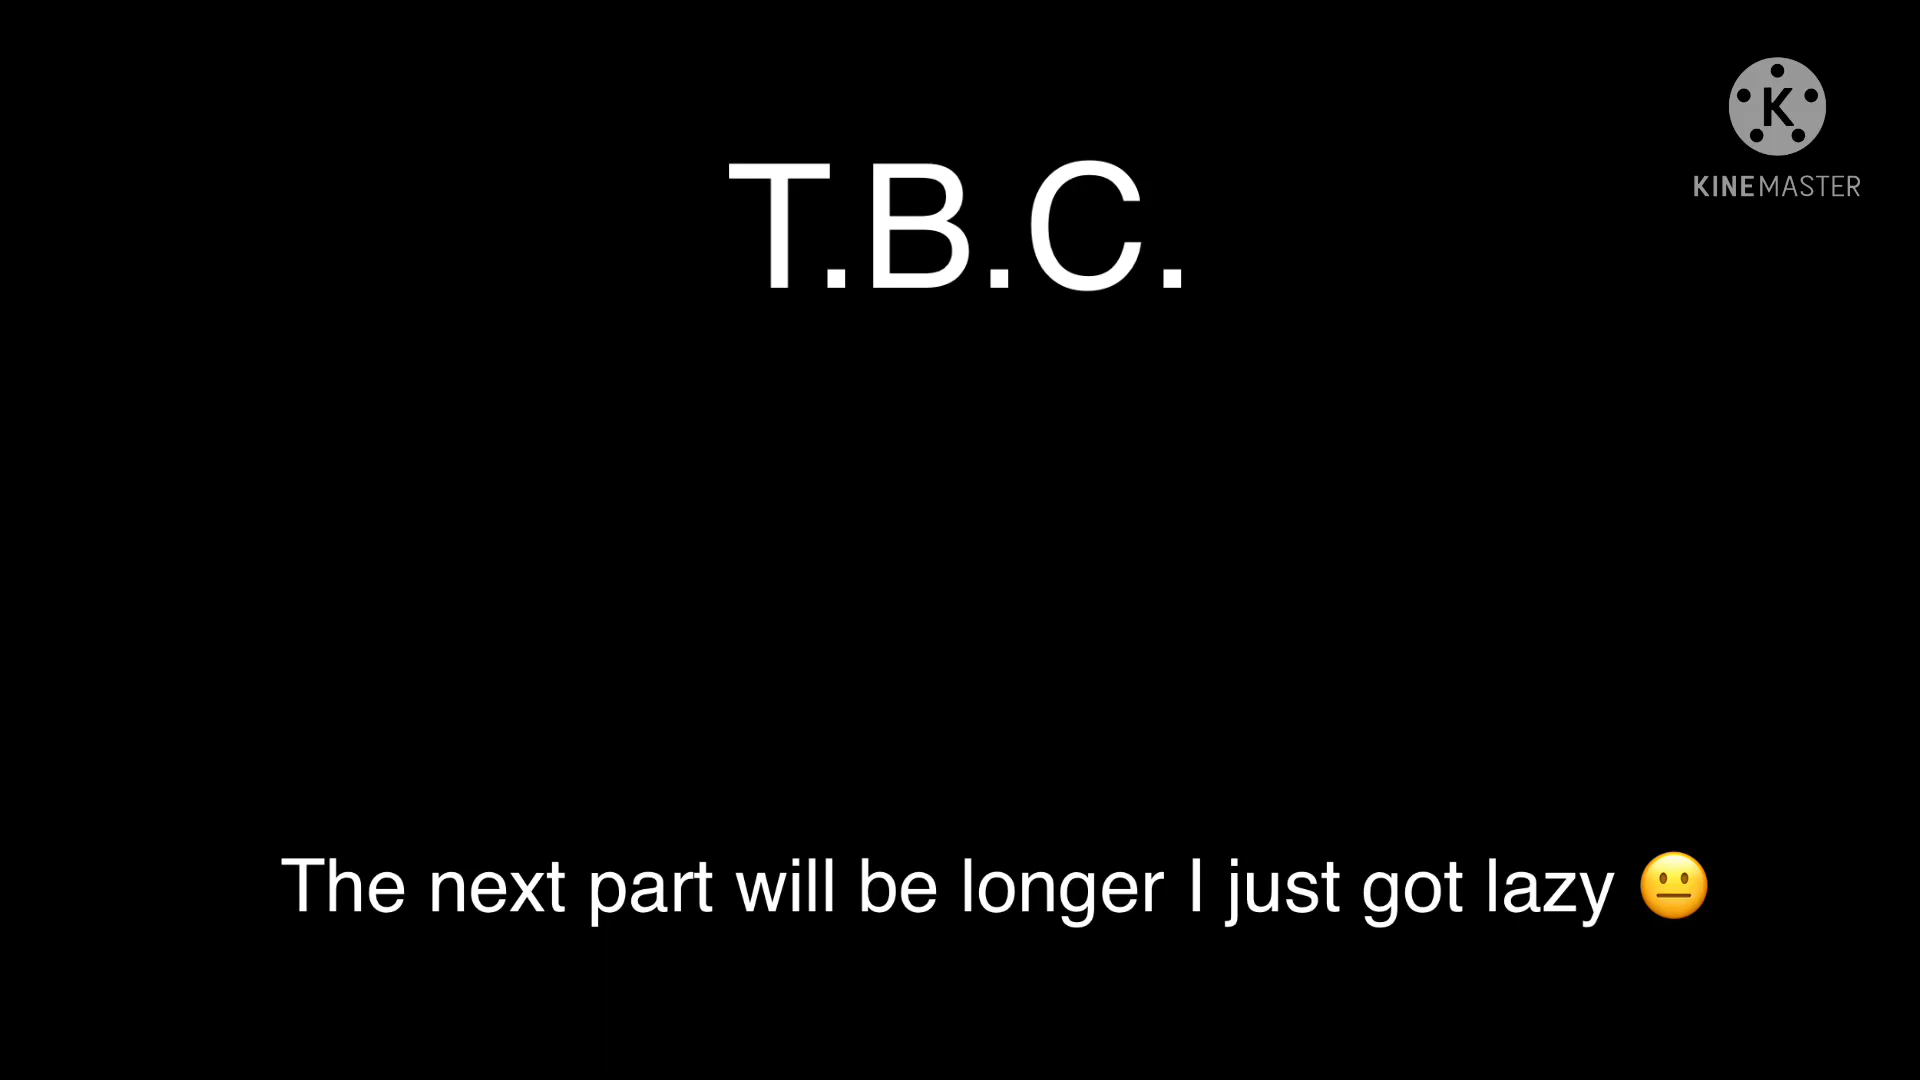 K
KINEMASTER
T.B.C.
The next part will be longer I just got lazy 😐